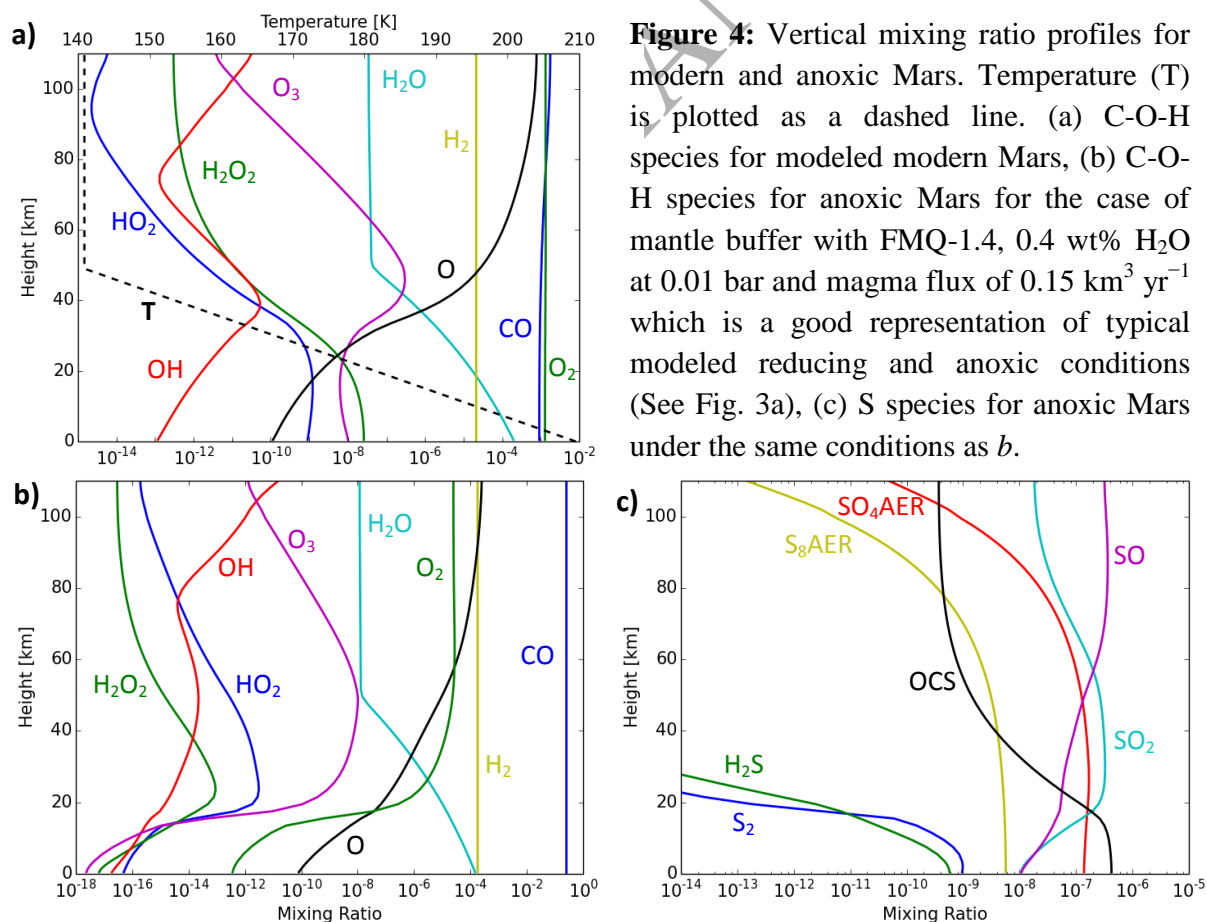 a)
Temperature [K]
140 150 160 170 180 190 200 210
Height [km]
100
80
60
40
20
0
O₃
H₂O
H₂
H₂O₂
HO₂
O
T
CO
OH
O₂
10⁻¹⁴ 10⁻¹² 10⁻¹⁰ 10⁻⁸ 10⁻⁶ 10⁻⁴ 10⁻²
Figure 4: Vertical mixing ratio profiles for
modern and anoxic Mars. Temperature (T)
is plotted as a dashed line. (a) C-O-H
species for modeled modern Mars, (b) C-O-
H species for anoxic Mars for the case of
mantle buffer with FMQ-1.4, 0.4 wt% H₂O
at 0.01 bar and magma flux of 0.15 km³ yr⁻¹
which is a good representation of typical
modeled reducing and anoxic conditions
(See Fig. 3a), (c) S species for anoxic Mars
under the same conditions as b.
b)
Height [km]
100
80
60
40
20
0
O₃
H₂O
OH
O₂
CO
H₂O₂
HO₂
H₂
O
10⁻¹⁸ 10⁻¹⁶ 10⁻¹⁴ 10⁻¹² 10⁻¹⁰ 10⁻⁸ 10⁻⁶ 10⁻⁴ 10⁻² 10⁰
Mixing Ratio
c)
Height [km]
100
80
60
40
20
0
SO₄AER
S₈AER
SO
OCS
SO₂
H₂S
S₂
10⁻¹⁴ 10⁻¹³ 10⁻¹² 10⁻¹¹ 10⁻¹⁰ 10⁻⁹ 10⁻⁸ 10⁻⁷ 10⁻⁶ 10⁻⁵
Mixing Ratio